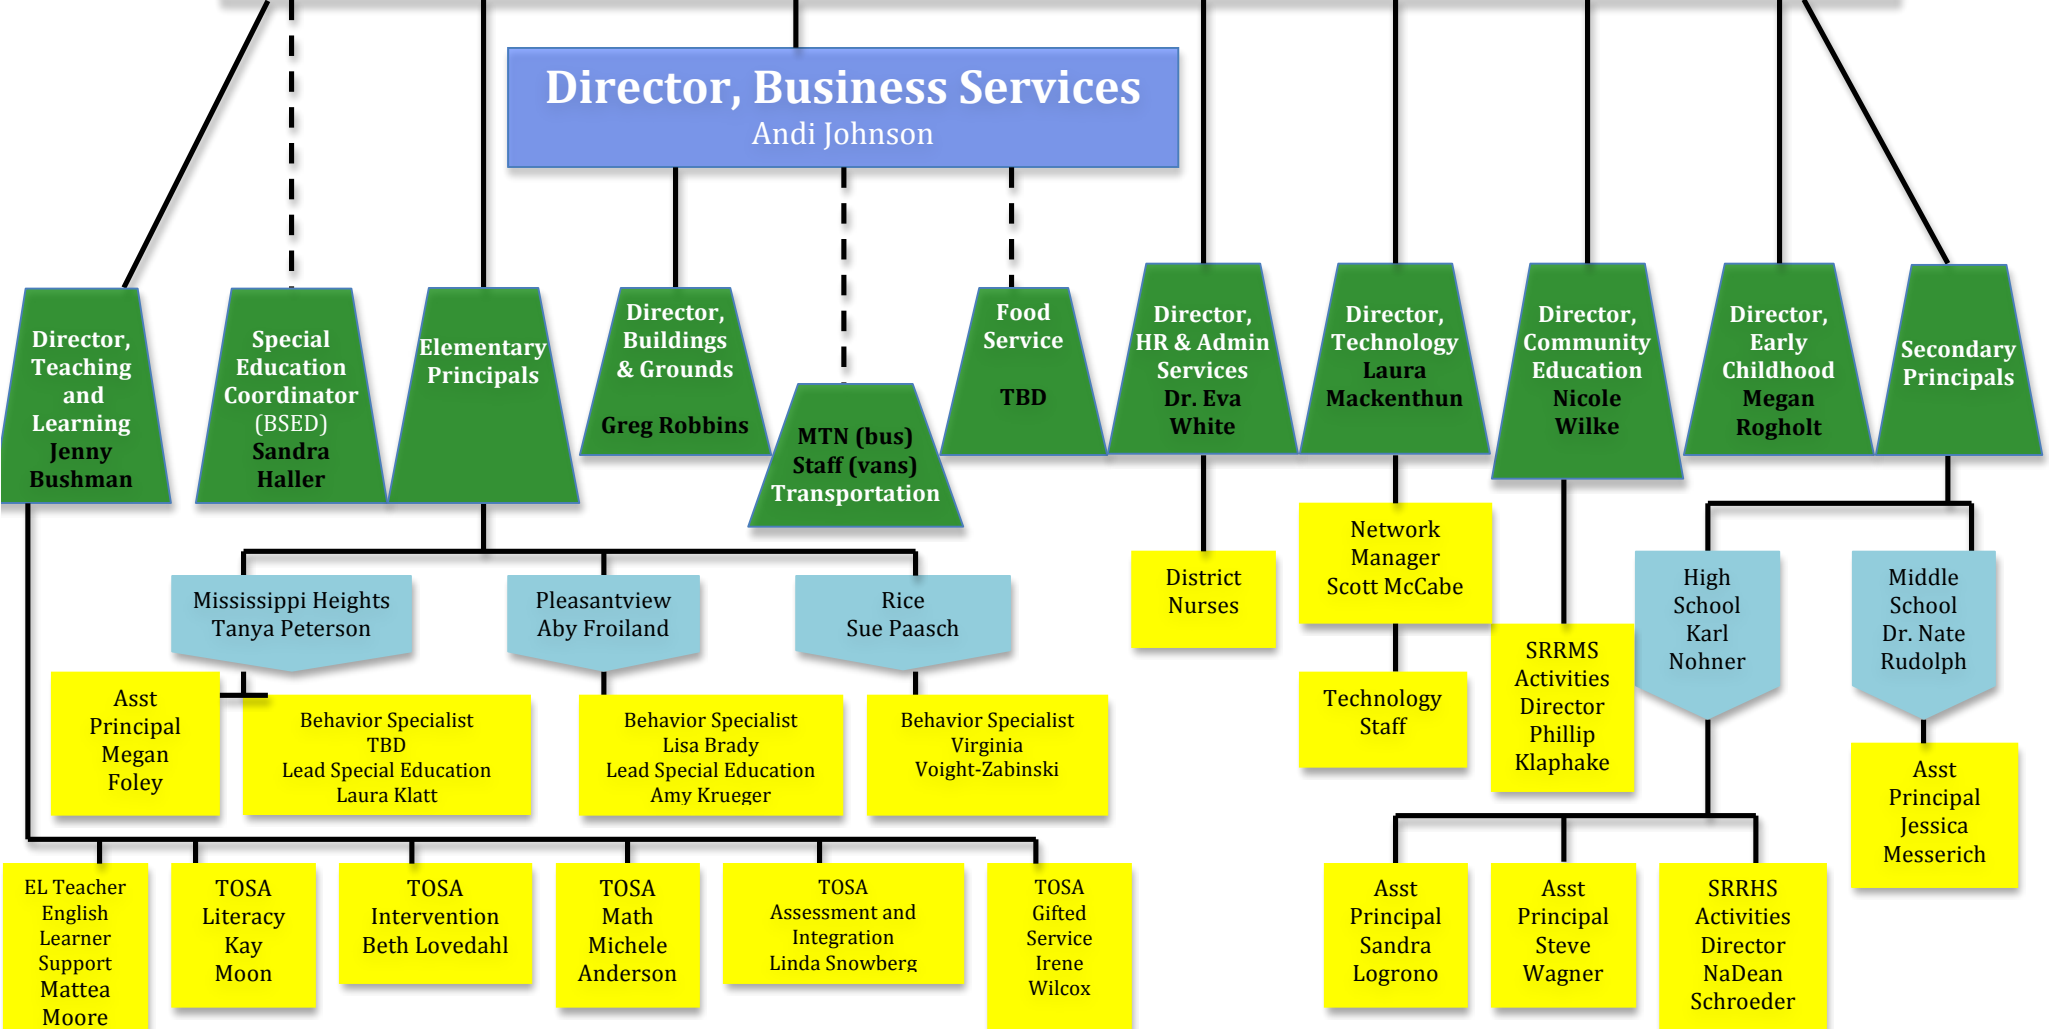 Director, Business Services
Andi Johnson
Director,
Teaching
and
Learning
Jenny
Bushman
Special
Education
Coordinator
(BSED)
Sandra
Haller
Elementary
Principals
Director,
Buildings
& Grounds
Greg Robbins
MTN (bus)
Staff (vans)
Transportation
Food
Service
TBD
Director,
HR & Admin
Services
Dr. Eva
White
Director,
Technology
Laura
Mackenthun
Director,
Community
Education
Nicole
Wilke
Director,
Early
Childhood
Megan
Rogholt
Secondary
Principals
Mississippi Heights
Tanya Peterson
Pleasantview
Aby Froiland
Rice
Sue Paasch
District
Nurses
Network
Manager
Scott McCabe
Technology
Staff
SRRMS
Activities
Director
Phillip
Klaphake
High
School
Karl
Nohner
Middle
School
Dr. Nate
Rudolph
Asst
Principal
Megan
Foley
Behavior Specialist
TBD
Lead Special Education
Laura Klatt
Behavior Specialist
Lisa Brady
Lead Special Education
Amy Krueger
Behavior Specialist
Virginia
Voight-Zabinski
Asst
Principal
Jessica
Messerich
EL Teacher
English
Learner
Support
Mattea
Moore
TOSA
Literacy
Kay
Moon
TOSA
Intervention
Beth Lovedahl
TOSA
Math
Michele
Anderson
TOSA
Assessment and
Integration
Linda Snowberg
TOSA
Gifted
Service
Irene
Wilcox
Asst
Principal
Sandra
Logrono
Asst
Principal
Steve
Wagner
SRRHS
Activities
Director
NaDean
Schroeder